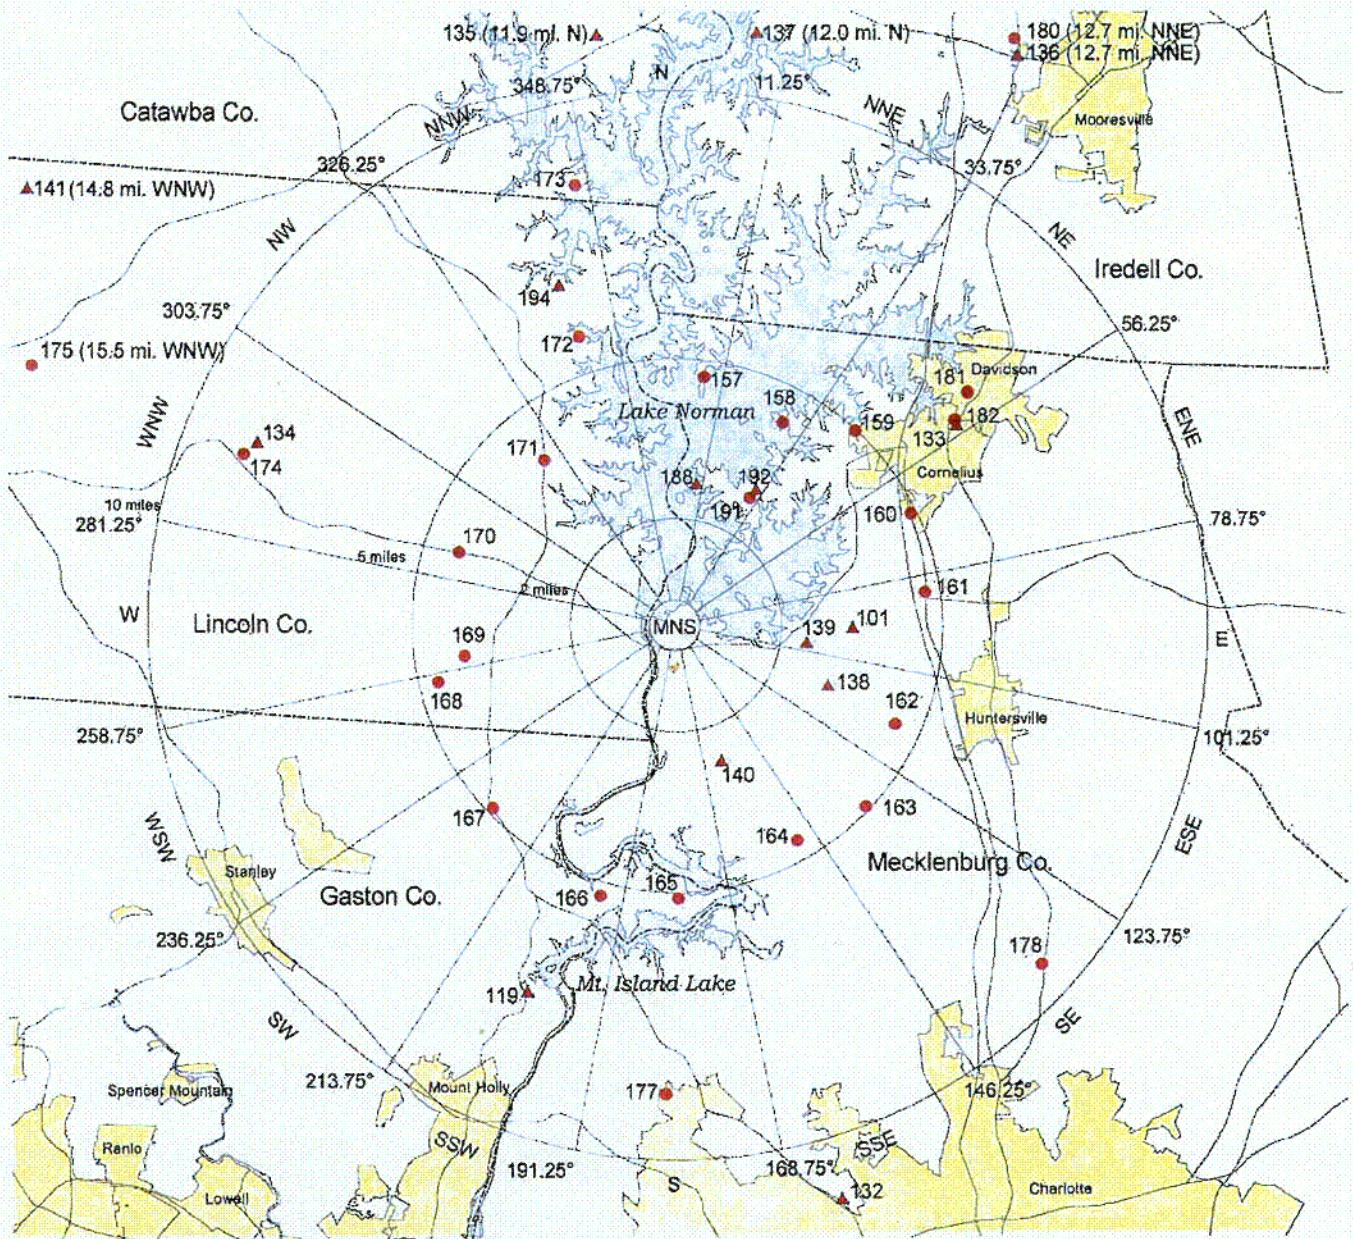 135 (11.9 mi. N)
137 (12.0 mi. N)
180 (12.7 mi. NNE)
136 (12.7 mi. NNE)
N
348.75°
11.25°
Catawba Co.
NNW
NNE
Mooresville
326.25°
33.75°
173
141 (14.8 mi. WNW)
NW
NE
Iredell Co.
194
303.75°
56.25°
172
175 (15.5 mi. WNW)
157
181
Davidson
Lake Norman
158
WNW
159
182
ENE
134
133
174
171
Cornelius
188
192
191
10 miles
160
281.25°
78.75°
170
5 miles
2 miles
161
W
Lincoln Co.
MNS
139
101
E
169
168
138
162
Huntersville
258.75°
101.25°
140
167
163
WSW
164
ESE
Mecklenburg Co.
Stanley
Gaston Co.
166
165
236.25°
123.75°
178
119
Mt. Island Lake
SW
SE
213.75°
Mount Holly
Spencer Mountain
177
146.25°
Ranlo
SSW
SSE
191.25°
168.75°
S
Lowell
132
Charlotte